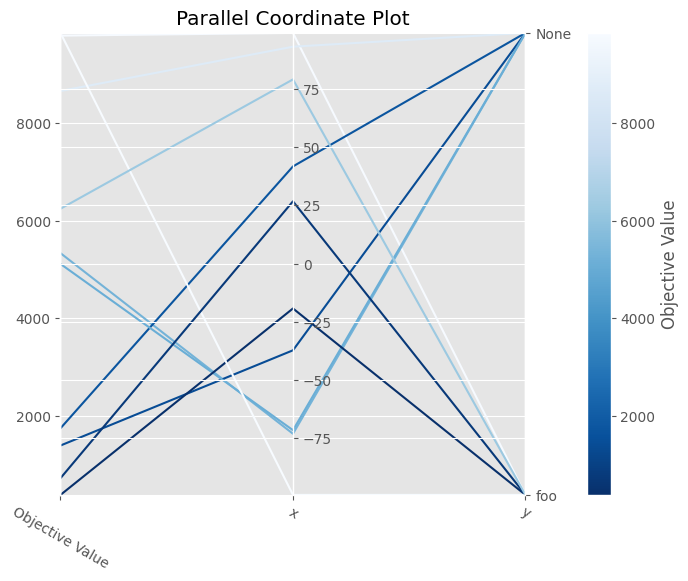 Parallel Coordinate Plot
8000
6000
4000
2000
75
50
25
0
−25
−50
−75
None
foo
8000
6000
4000
2000
Objective Value
Objective Value
x
y